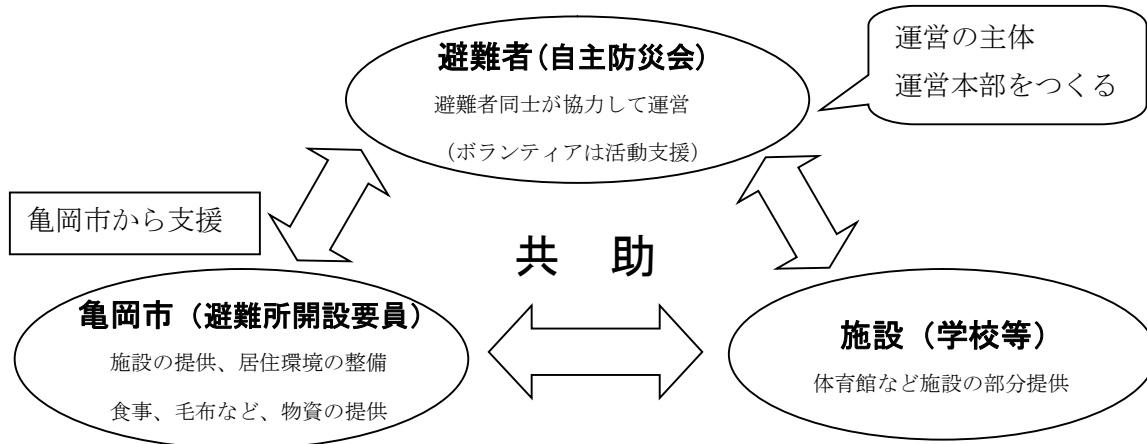 避難者(自主防災会)
避難者同士が協力して運営
(ボランティアは活動支援)
運営の主体
運営本部をつくる
亀岡市から支援
共 助
亀岡市(避難所開設要員)
施設の提供、居住環境の整備
食事、毛布など、物資の提供
施設(学校等)
体育館など施設の部分提供